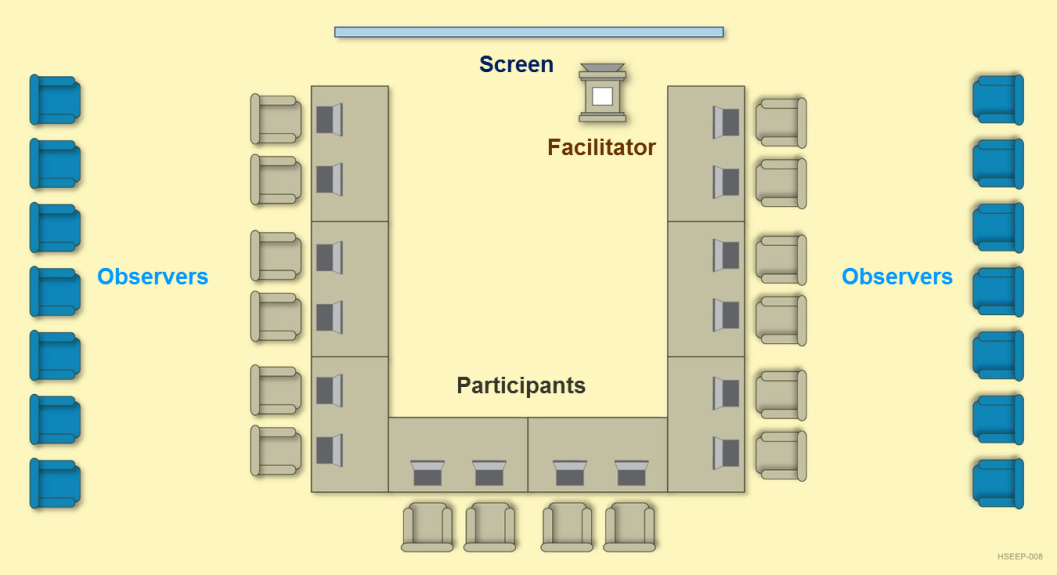 Screen
Facilitator
Observers
Observers
Participants
HSEEP-008